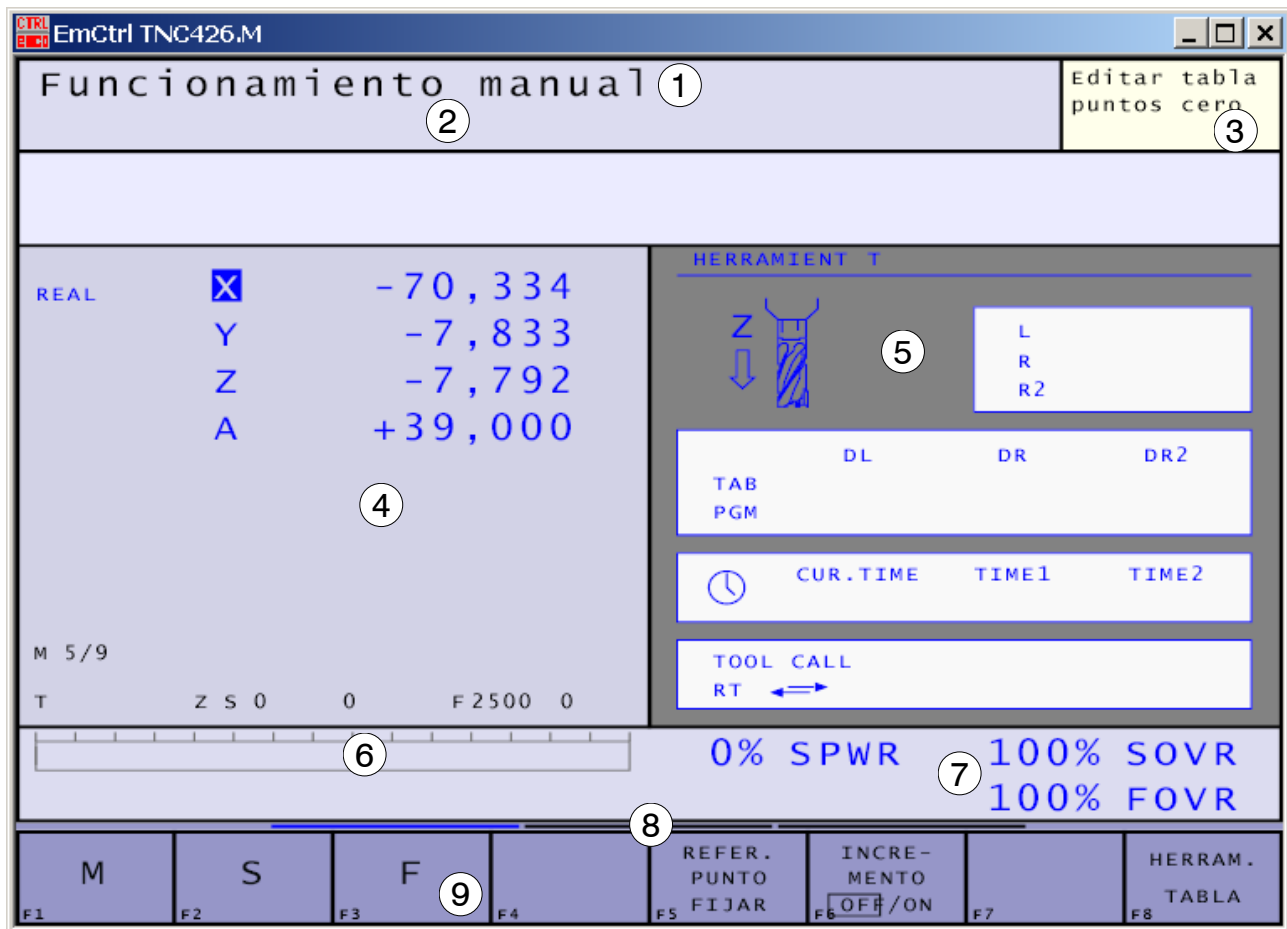 CTRL
EmCtrl TNC426.M
Funcionamiento manual 1
2
Editar tabla
puntos cero
3
REAL X -70,334
Y -7,833
Z -7,792
A +39,000
4
M 5/9
T Z S 0 0 F 2500 0
HERRAMIENT T
Z
5
L
R
R2
DL DR DR2
TAB
PGM
CUR.TIME TIME1 TIME2
TOOL CALL
RT
6
0% SPWR 7 100% SOVR
100% FOVR
8
M
F1
S
F2
F
9
F3
F4
REFER.
PUNTO
F5 FIJAR
INCRE-
MENTO
F6 OFF/ON
F7
HERRAM.
TABLA
F8